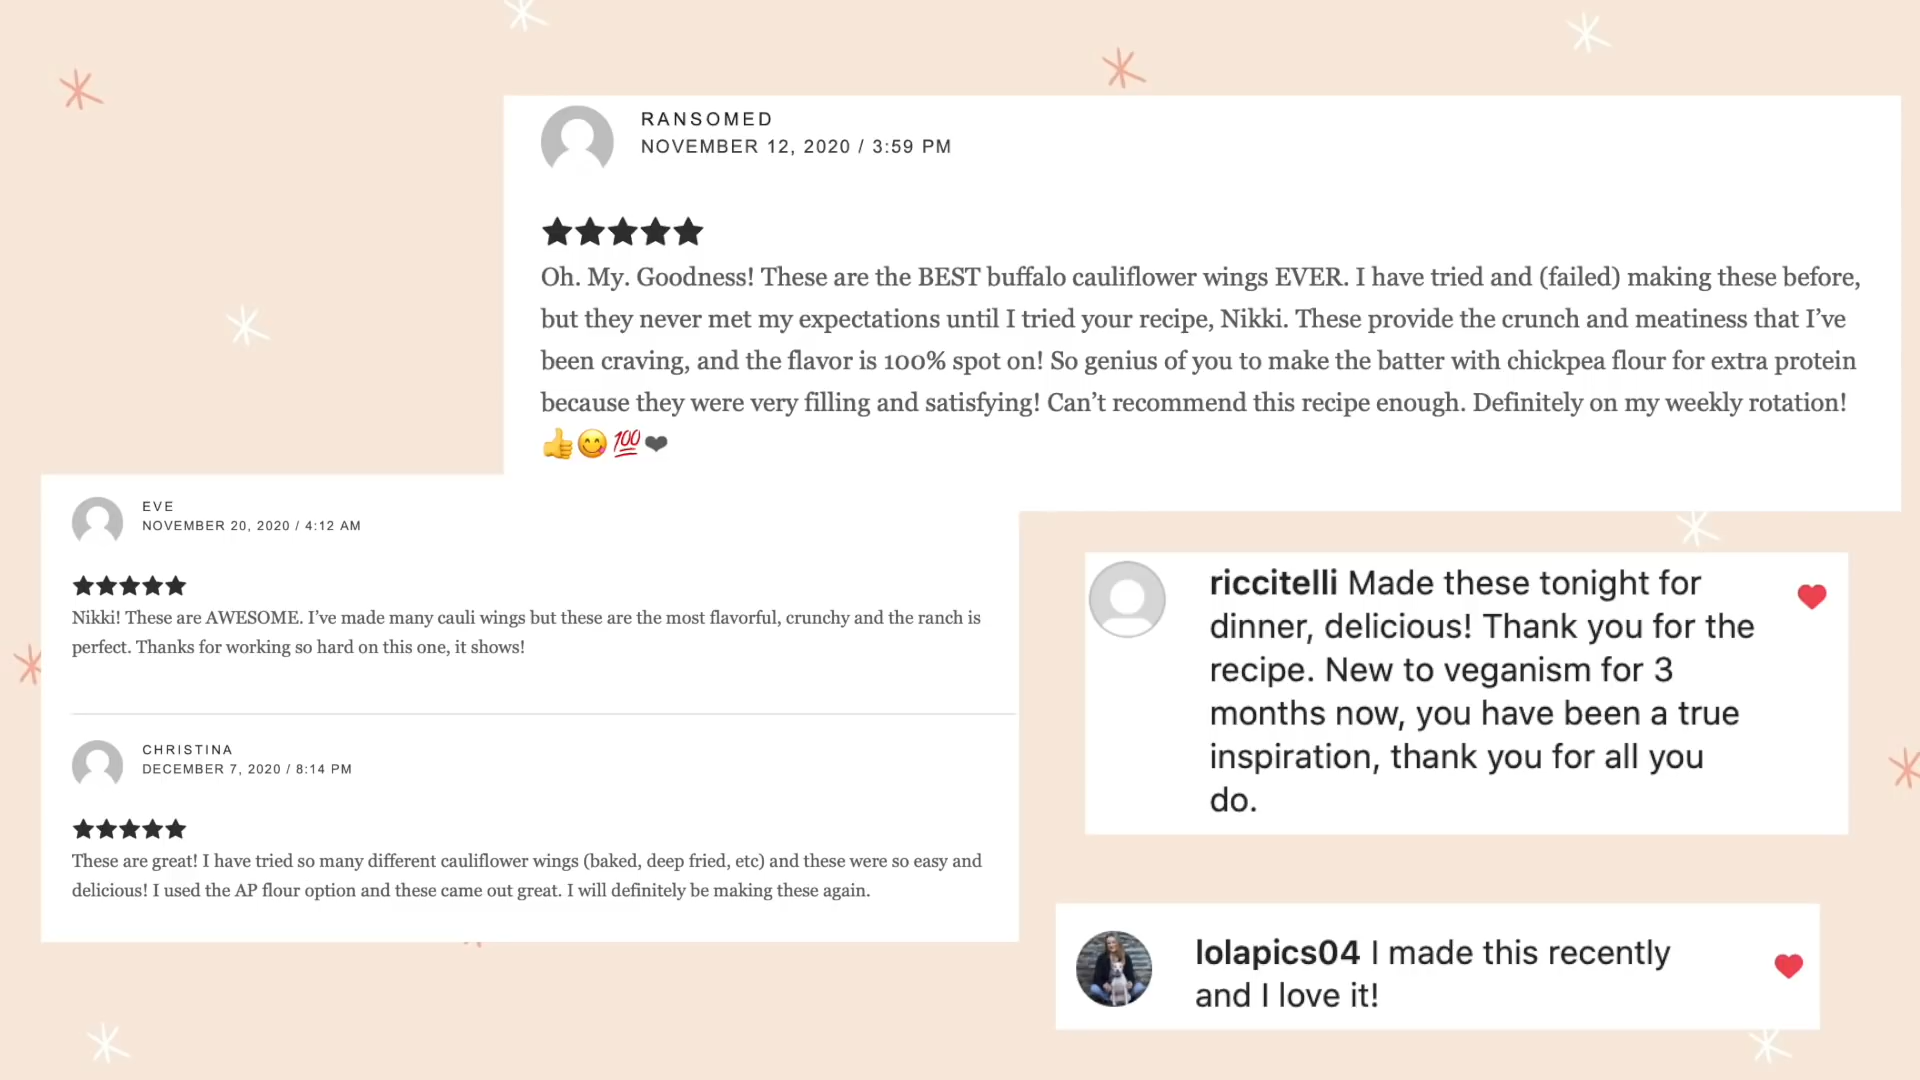 RANSOMED
NOVEMBER 12, 2020 / 3:59 PM
★★★★★
Oh. My. Goodness! These are the BEST buffalo cauliflower wings EVER. I have tried and (failed) making these before,
but they never met my expectations until I tried your recipe, Nikki. These provide the crunch and meatiness that I’ve
been craving, and the flavor is 100% spot on! So genius of you to make the batter with chickpea flour for extra protein
because they were very filling and satisfying! Can’t recommend this recipe enough. Definitely on my weekly rotation!
👍😋💯❤
EVE
NOVEMBER 20, 2020 / 4:12 AM
★★★★★
Nikki! These are AWESOME. I’ve made many cauli wings but these are the most flavorful, crunchy and the ranch is
perfect. Thanks for working so hard on this one, it shows!
CHRISTINA
DECEMBER 7, 2020 / 8:14 PM
★★★★★
These are great! I have tried so many different cauliflower wings (baked, deep fried, etc) and these were so easy and
delicious! I used the AP flour option and these came out great. I will definitely be making these again.
riccitelli Made these tonight for
dinner, delicious! Thank you for the
recipe. New to veganism for 3
months now, you have been a true
inspiration, thank you for all you
do.
lolapics04 I made this recently
and I love it!